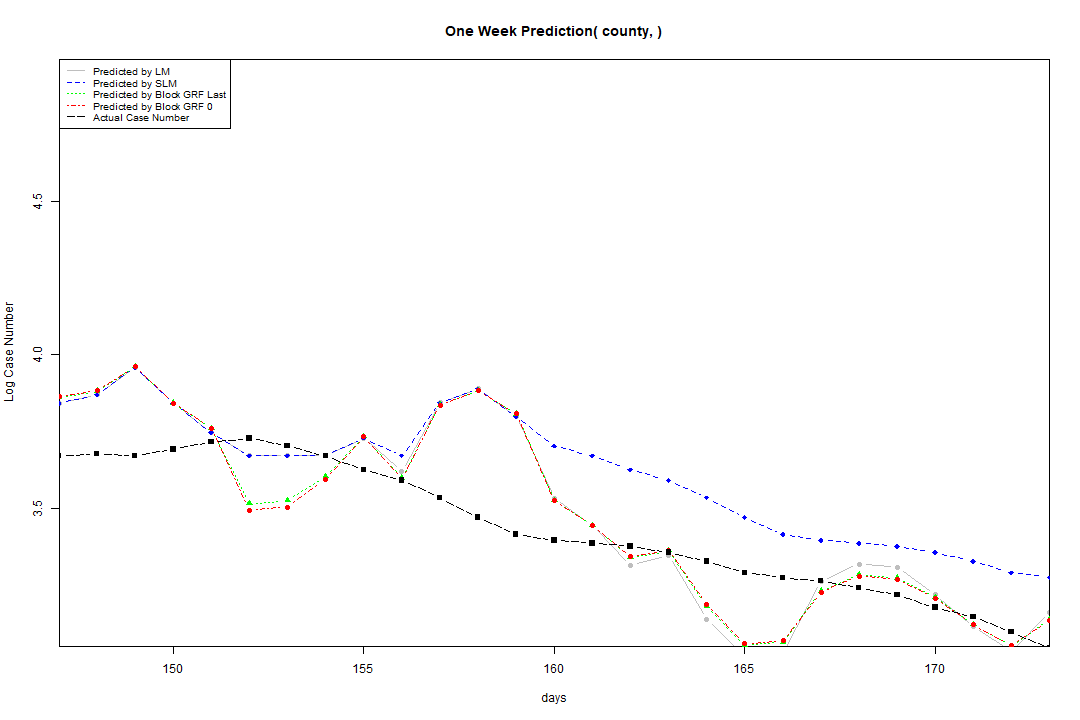 One Week Prediction( county, )
Predicted by LM
Predicted by SLM
Predicted by Block GRF Last
Predicted by Block GRF 0
Actual Case Number
Log Case Number
4.5
4.0
3.5
150 155 160 165 170
days